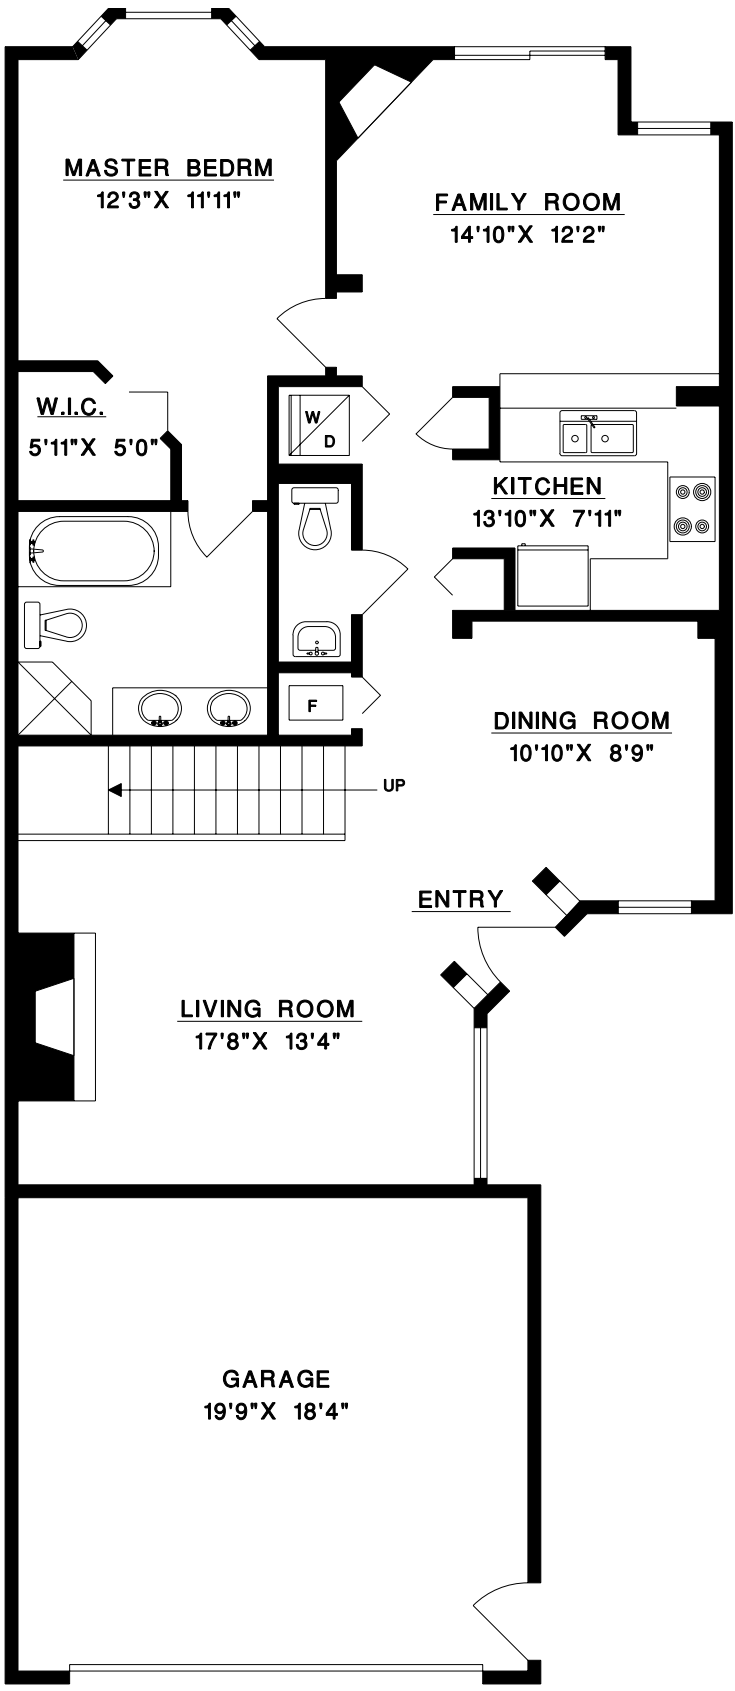 MASTER BEDRM
12'3"X 11'11"
FAMILY ROOM
14'10"X 12'2"
W.I.C.
5'11"X 5'0"
W
D
KITCHEN
13'10"X 7'11"
F
DINING ROOM
10'10"X 8'9"
UP
ENTRY
LIVING ROOM
17'8"X 13'4"
GARAGE
19'9"X 18'4"